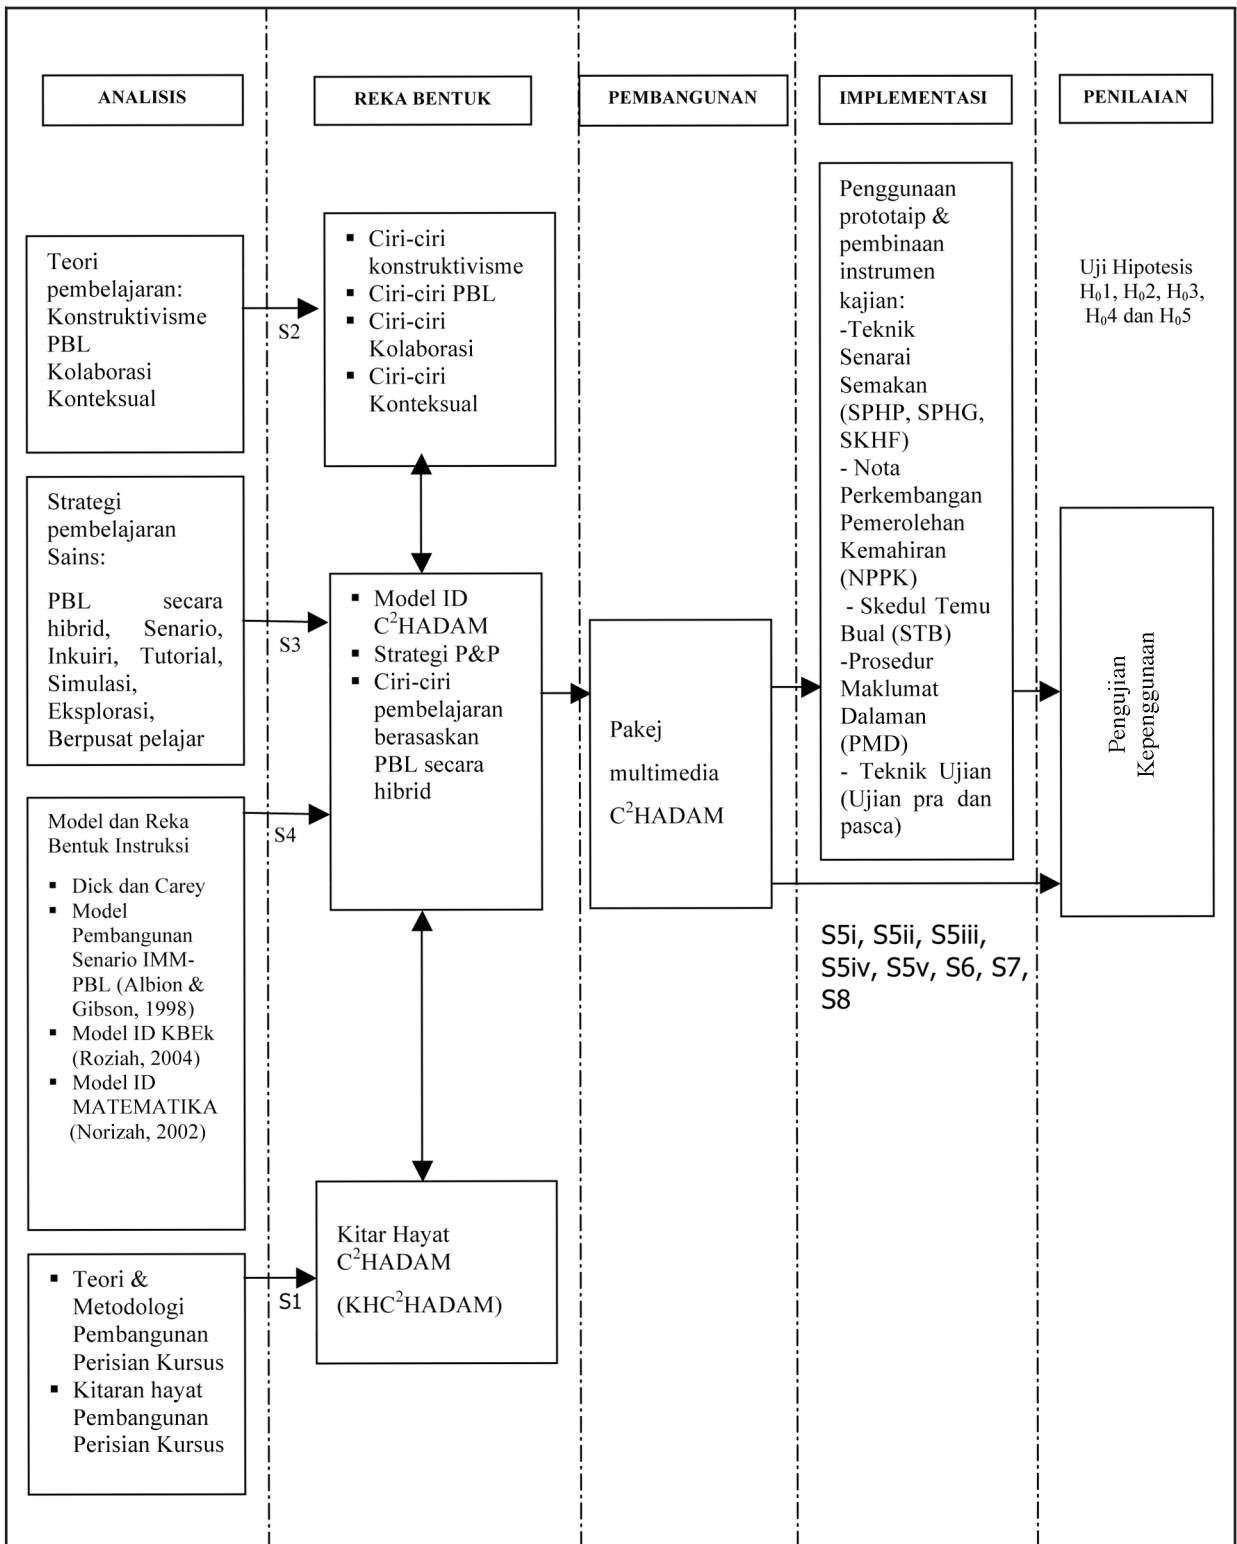 ANALISIS
REKA BENTUK
PEMBANGUNAN
IMPLEMENTASI
PENILAIAN
Teori
pembelajaran:
Konstruktivisme
PBL
Kolaborasi
Konteksual
S2
Strategi
pembelajaran
Sains:
PBL secara
hibrid, Senario,
Inkuiri, Tutorial,
Simulasi,
Eksplorasi,
Berpusat pelajar
S3
Model dan Reka
Bentuk Instruksi
▪ Dick dan Carey
▪ Model
Pembangunan
Senario IMM-
PBL (Albion &
Gibson, 1998)
▪ Model ID KBEk
(Roziah, 2004)
▪ Model ID
MATEMATIKA
(Norizah, 2002)
S4
▪ Teori &
Metodologi
Pembangunan
Perisian Kursus
▪ Kitaran hayat
Pembangunan
Perisian Kursus
S1
▪ Ciri-ciri
konstruktivisme
▪ Ciri-ciri PBL
▪ Ciri-ciri
Kolaborasi
▪ Ciri-ciri
Konteksual
▪ Model ID
C²HADAM
▪ Strategi P&P
▪ Ciri-ciri
pembelajaran
berasaskan
PBL secara
hibrid
Kitar Hayat
C²HADAM
(KHC²HADAM)
Pakej
multimedia
C²HADAM
Penggunaan
prototaip &
pembinaan
instrumen
kajian:
-Teknik
Senarai
Semakan
(SPHP, SPHG,
SKHF)
- Nota
Perkembangan
Pemerolehan
Kemahiran
(NPPK)
- Skedul Temu
Bual (STB)
-Prosedur
Maklumat
Dalaman
(PMD)
- Teknik Ujian
(Ujian pra dan
pasca)
S5i, S5ii, S5iii,
S5iv, S5v, S6, S7,
S8
Uji Hipotesis
H₀1, H₀2, H₀3,
H₀4 dan H₀5
Pengujian
Kepenggunaan